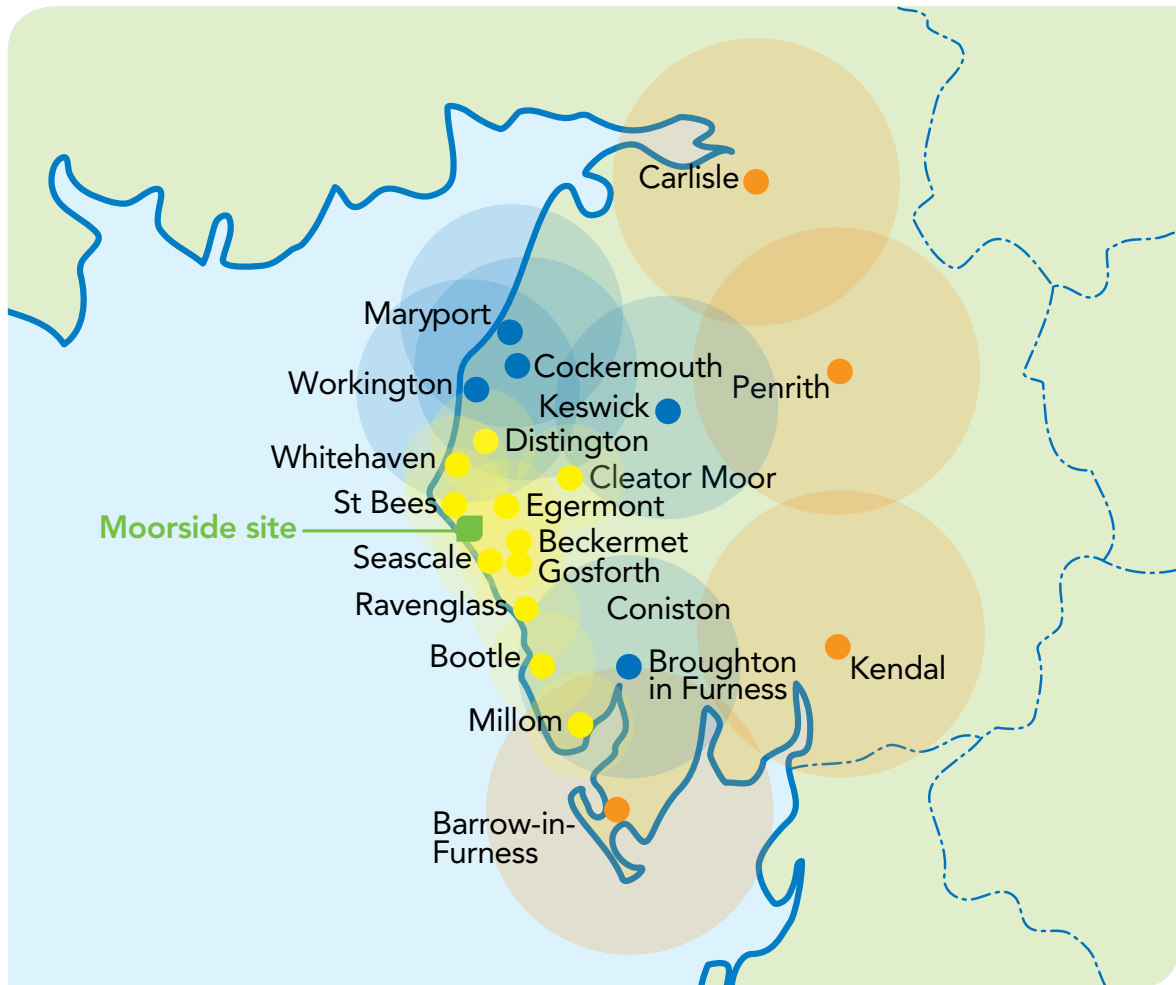 Carlisle
Maryport
Cockermouth
Workington
Penrith
Keswick
Distington
Whitehaven
Cleator Moor
St Bees
Egermont
Moorside site
Beckermet
Seascale
Gosforth
Ravenglass
Coniston
Bootle
Broughton
in Furness
Kendal
Millom
Barrow-in-
Furness